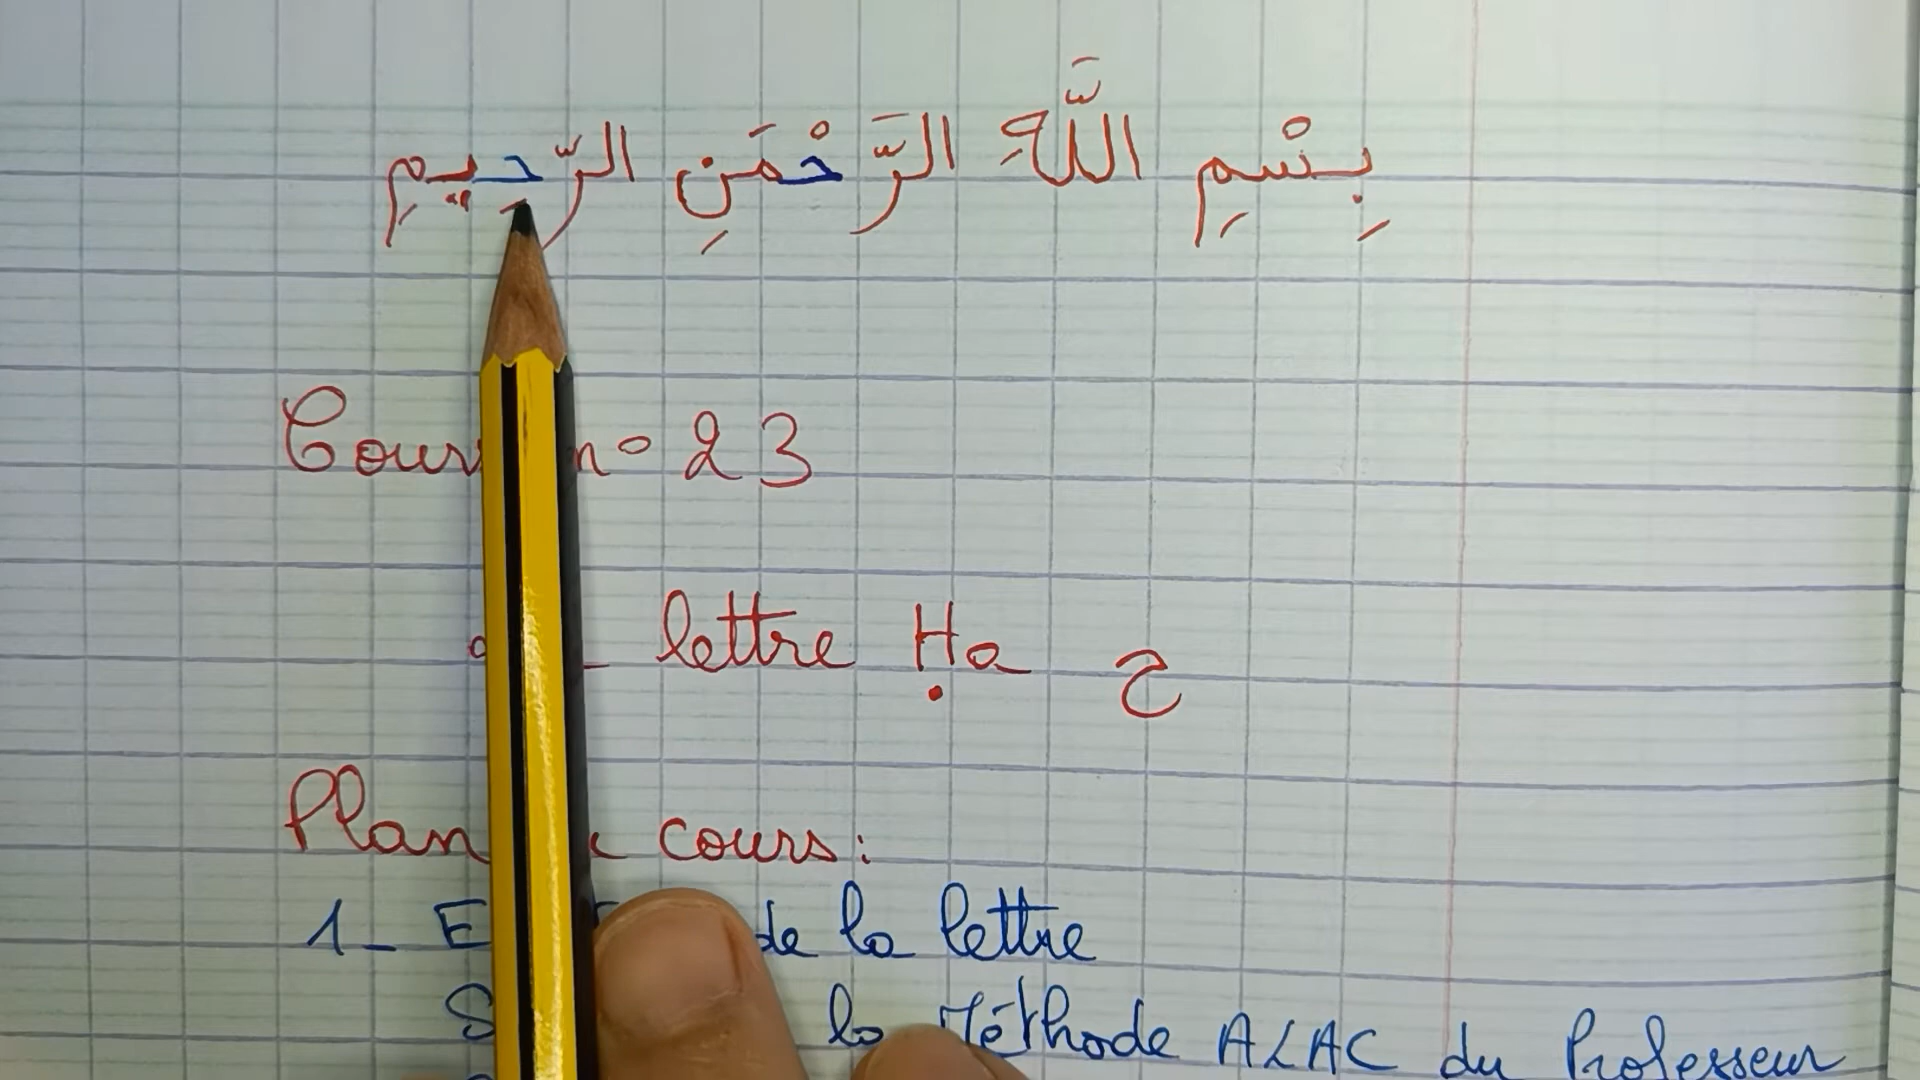 بِسْمِ اللَّهِ الرَّحْمَنِ الرَّحِيمِ
n° 23
lettre Ḥa ح
Plan cours:
1_ de la lettre
la Méthode ALAC du Professeur